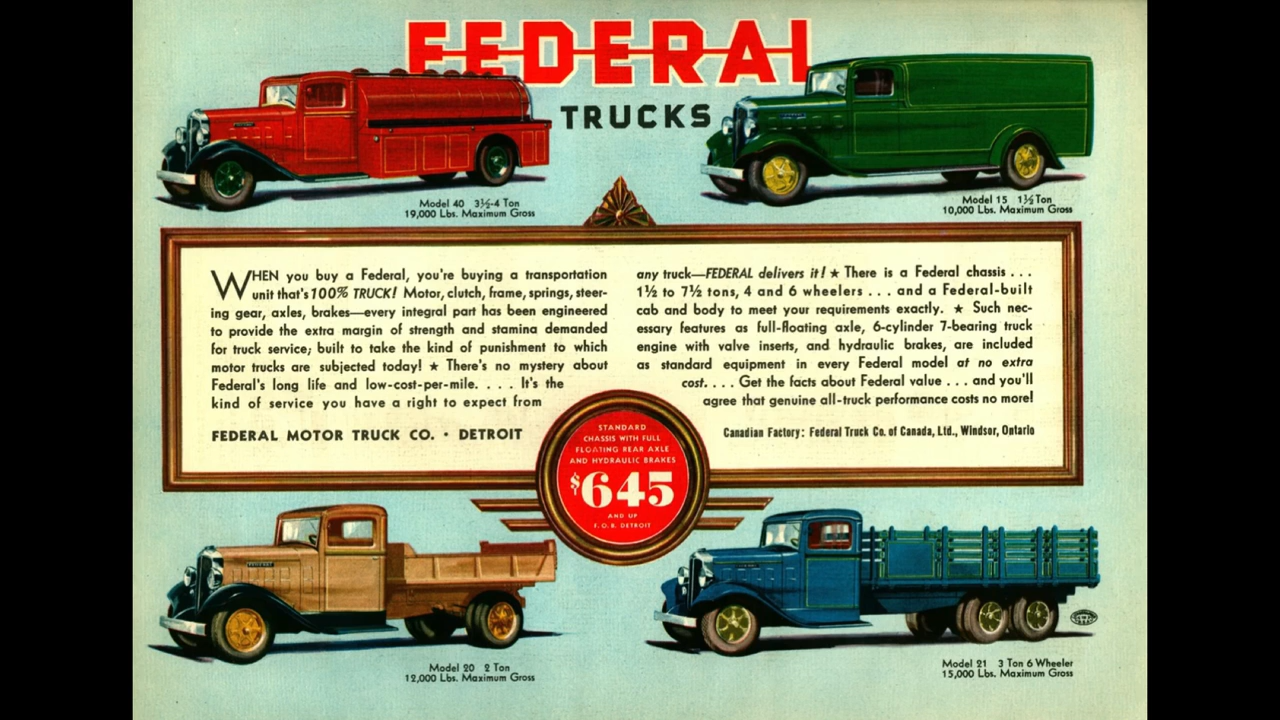 FEDERAL
TRUCKS
Model 40 3½-4 Ton
19,000 Lbs. Maximum Gross
Model 15 1½ Ton
10,000 Lbs. Maximum Gross
WHEN you buy a Federal, you're buying a transportation
unit that's 100% TRUCK! Motor, clutch, frame, springs, steer-
ing gear, axles, brakes—every integral part has been engineered
to provide the extra margin of strength and stamina demanded
for truck service; built to take the kind of punishment to which
motor trucks are subjected today! ★ There's no mystery about
Federal's long life and low-cost-per-mile. . . . It's the
kind of service you have a right to expect from
any truck—FEDERAL delivers it! ★ There is a Federal chassis . . .
1½ to 7½ tons, 4 and 6 wheelers . . . and a Federal-built
cab and body to meet your requirements exactly. ★ Such nec-
essary features as full-floating axle, 6-cylinder 7-bearing truck
engine with valve inserts, and hydraulic brakes, are included
as standard equipment in every Federal model at no extra
cost. . . . Get the facts about Federal value . . . and you'll
agree that genuine all-truck performance costs no more!
FEDERAL MOTOR TRUCK CO. · DETROIT
Canadian Factory: Federal Truck Co. of Canada, Ltd., Windsor, Ontario
STANDARD
CHASSIS WITH FULL
FLOATING REAR AXLE
AND HYDRAULIC BRAKES
$645
AND UP
F.O.B. DETROIT
FEDERAL
Model 20 2 Ton
12,000 Lbs. Maximum Gross
Model 21 3 Ton 6 Wheeler
15,000 Lbs. Maximum Gross